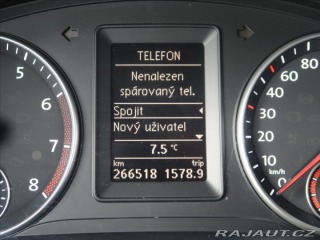 TELEFON
Nenalezen
spárovaný tel.
Spojit
Nový uživatel
7.5 °C
km trip
266518 1578.9
5
6
7
8
80
60
40
30
20
10
0
km/h
RAJAUT.CZ